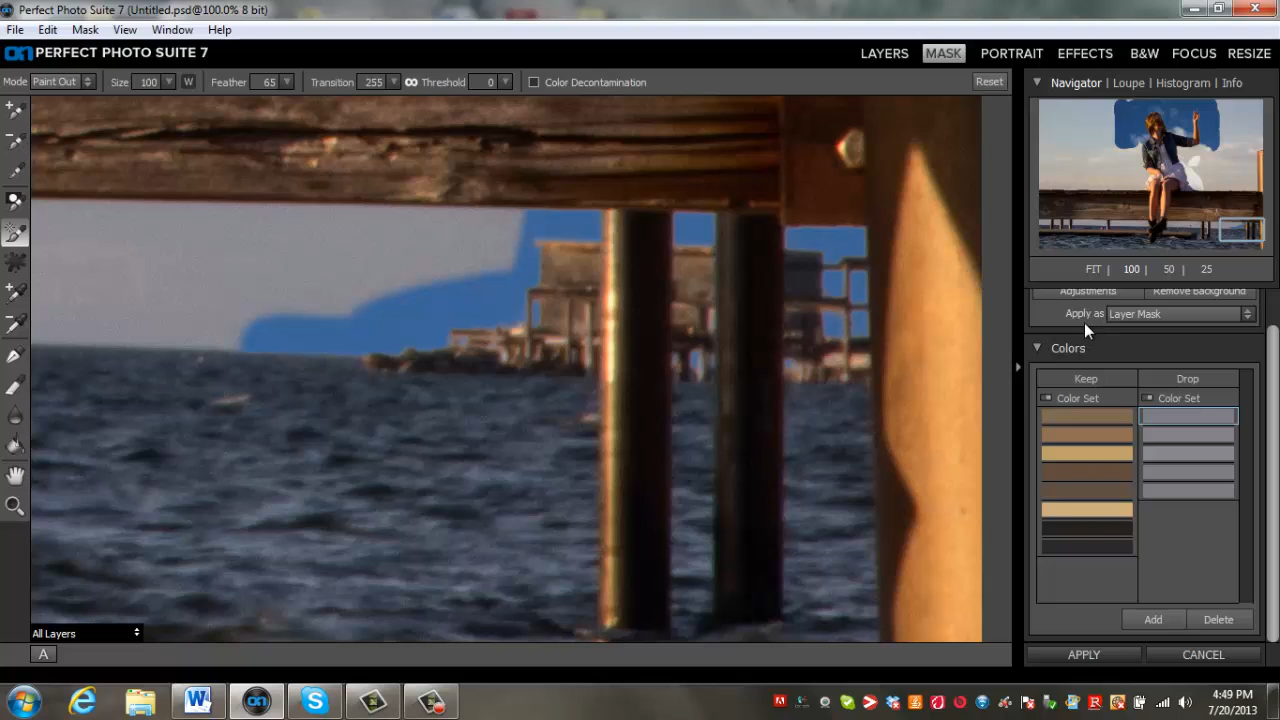 Perfect Photo Suite 7 (Untitled.psd@100.0% 8 bit)
File Edit Mask View Window Help
on PERFECT PHOTO SUITE 7 LAYERS MASK PORTRAIT EFFECTS B&W FOCUS RESIZE
Mode Paint Out Size 100 W Feather 65 Transition 255 Threshold 0 Color Decontamination Reset
Navigator | Loupe | Histogram | Info
FIT | 100 | 50 | 25
Adjustments Remove Background
Apply as Layer Mask
Colors
Keep Drop
Color Set Color Set
Add Delete
All Layers
A APPLY CANCEL
4:49 PM
7/20/2013